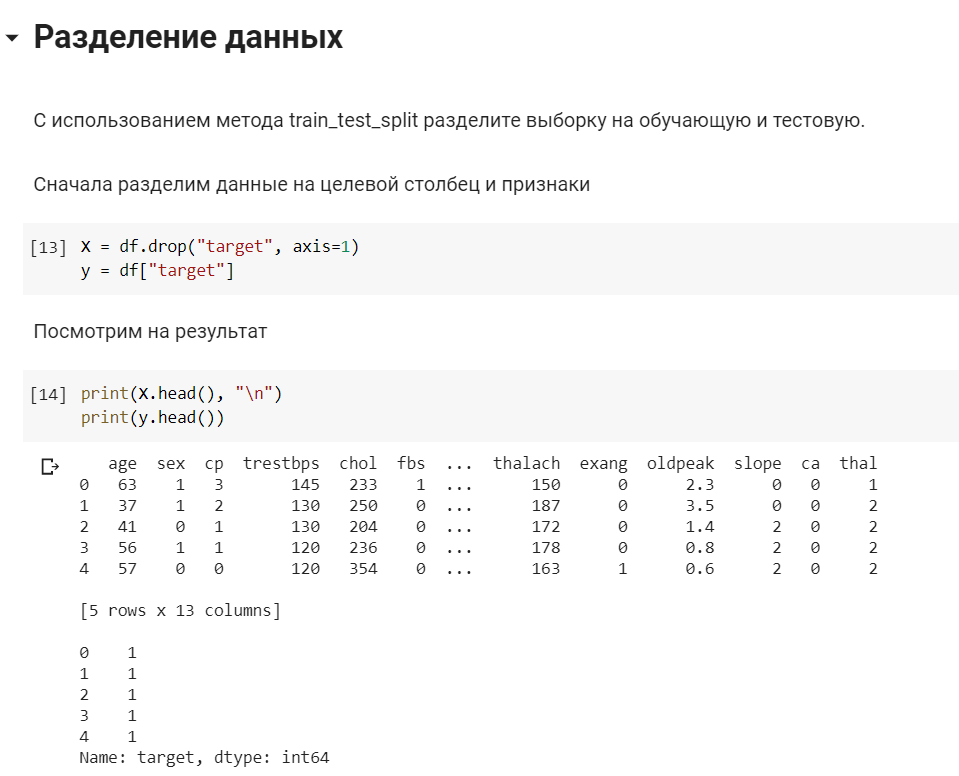 Разделение данных
С использованием метода train_test_split разделите выборку на обучающую и тестовую.
Сначала разделим данные на целевой столбец и признаки
[13] X = df.drop("target", axis=1)
y = df["target"]
Посмотрим на результат
[14] print(X.head(), "\n")
print(y.head())
   age  sex  cp  trestbps  chol  fbs  ...  thalach  exang  oldpeak  slope  ca  thal
0   63    1   3       145   233    1  ...      150      0      2.3      0   0     1
1   37    1   2       130   250    0  ...      187      0      3.5      0   0     2
2   41    0   1       130   204    0  ...      172      0      1.4      2   0     2
3   56    1   1       120   236    0  ...      178      0      0.8      2   0     2
4   57    0   0       120   354    0  ...      163      1      0.6      2   0     2
[5 rows x 13 columns]
0    1
1    1
2    1
3    1
4    1
Name: target, dtype: int64